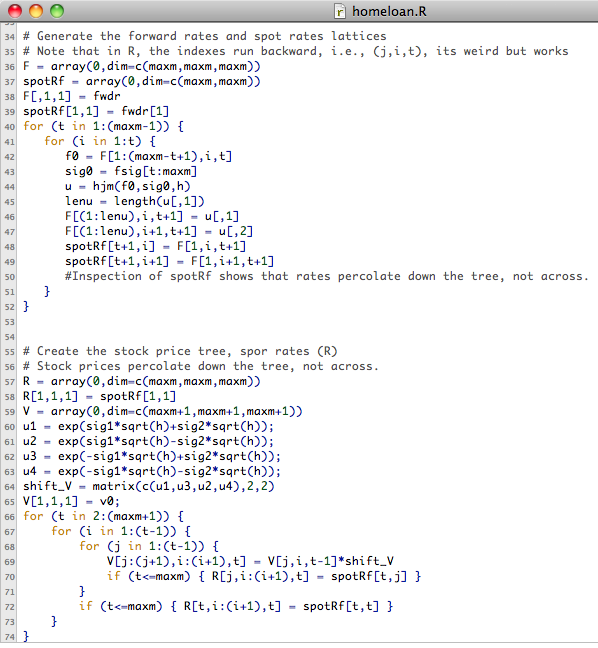 homeloan.R
34 # Generate the forward rates and spot rates lattices
35 # Note that in R, the indexes run backward, i.e., (j,i,t), its weird but works
36 F = array(0,dim=c(maxm,maxm,maxm))
37 spotRf = array(0,dim=c(maxm,maxm))
38 F[,1,1] = fwdr
39 spotRf[1,1] = fwdr[1]
40 for (t in 1:(maxm-1)) {
41     for (i in 1:t) {
42         f0 = F[1:(maxm-t+1),i,t]
43         sig0 = fsig[t:maxm]
44         u = hjm(f0,sig0,h)
45         lenu = length(u[,1])
46         F[(1:lenu),i,t+1] = u[,1]
47         F[(1:lenu),i+1,t+1] = u[,2]
48         spotRf[t+1,i] = F[1,i,t+1]
49         spotRf[t+1,i+1] = F[1,i+1,t+1]
50         #Inspection of spotRf shows that rates percolate down the tree, not across.
51     }
52 }
53
54
55 # Create the stock price tree, spor rates (R)
56 # Stock prices percolate down the tree, not across.
57 R = array(0,dim=c(maxm,maxm,maxm))
58 R[1,1,1] = spotRf[1,1]
59 V = array(0,dim=c(maxm+1,maxm+1,maxm+1))
60 u1 = exp(sig1*sqrt(h)+sig2*sqrt(h));
61 u2 = exp(sig1*sqrt(h)-sig2*sqrt(h));
62 u3 = exp(-sig1*sqrt(h)+sig2*sqrt(h));
63 u4 = exp(-sig1*sqrt(h)-sig2*sqrt(h));
64 shift_V = matrix(c(u1,u3,u2,u4),2,2)
65 V[1,1,1] = v0;
66 for (t in 2:(maxm+1)) {
67     for (i in 1:(t-1)) {
68         for (j in 1:(t-1)) {
69             V[j:(j+1),i:(i+1),t] = V[j,i,t-1]*shift_V
70             if (t<=maxm) { R[j,i:(i+1),t] = spotRf[t,j] }
71         }
72         if (t<=maxm) { R[t,i:(i+1),t] = spotRf[t,t] }
73     }
74 }